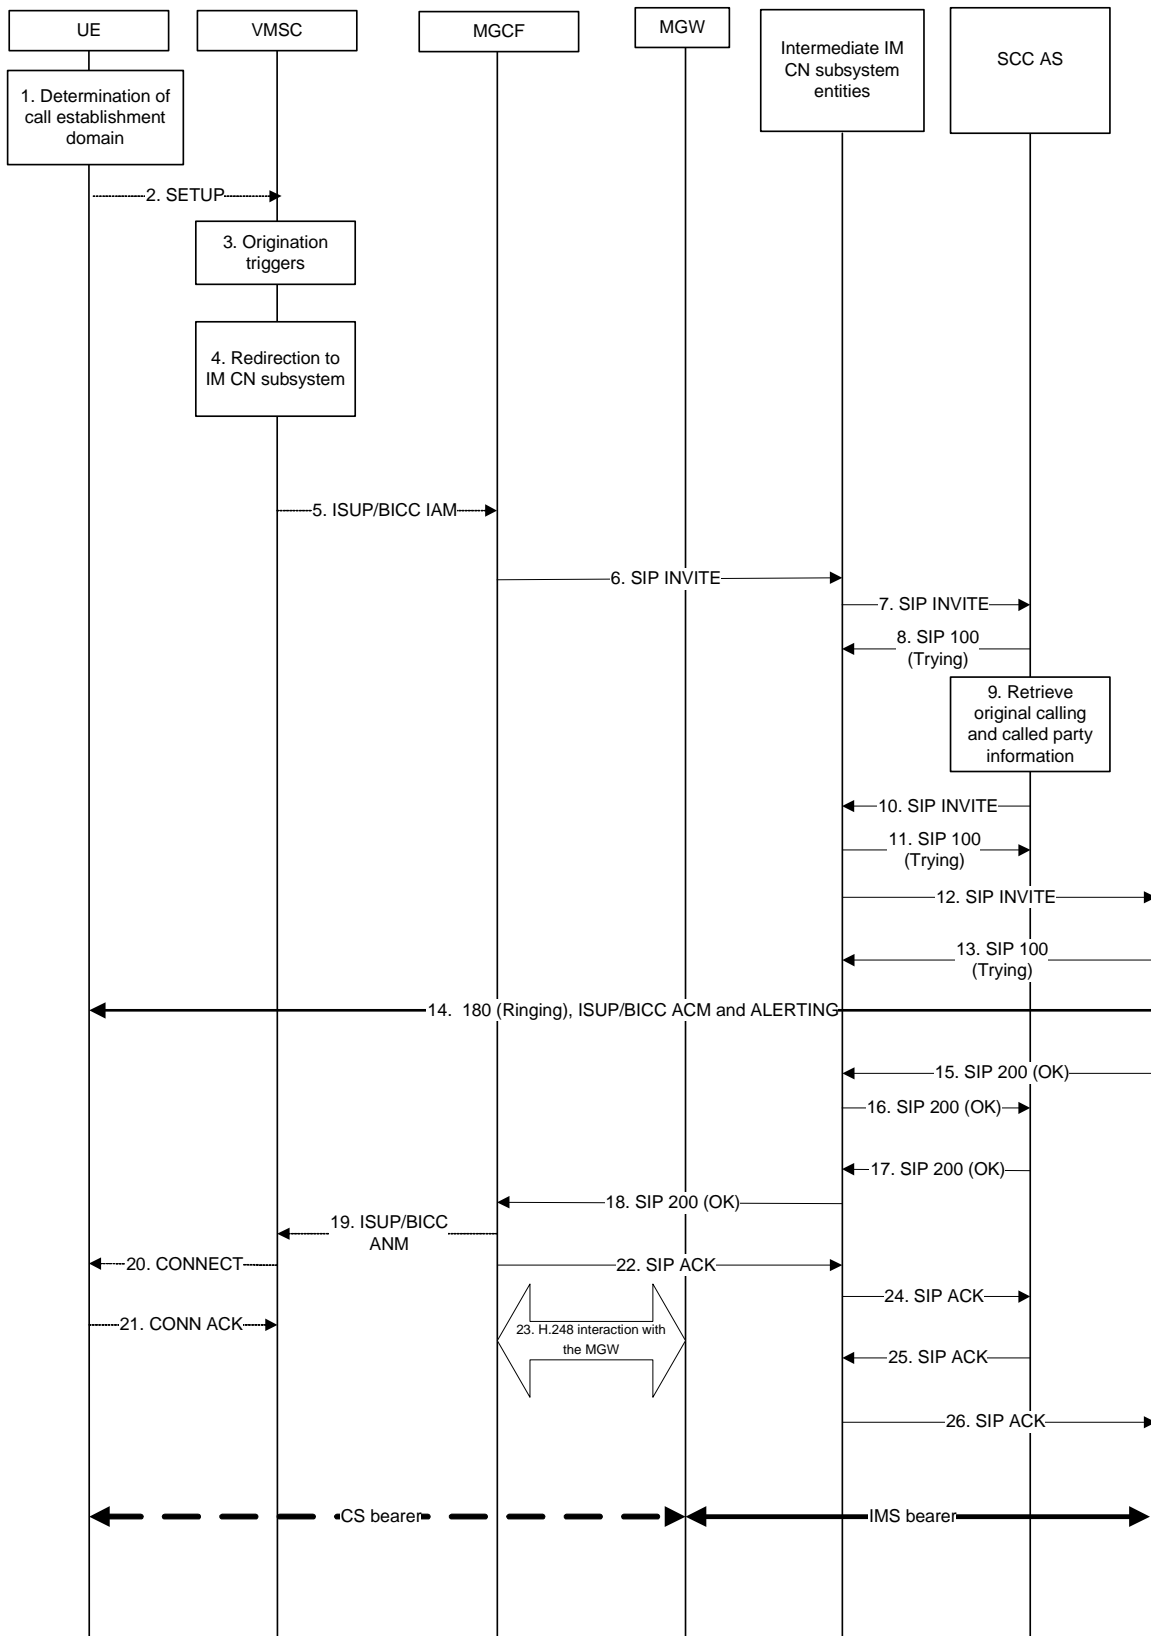 UE
VMSC
MGCF
MGW
Intermediate IM
CN subsystem
entities
SCC AS
1. Determination of
call establishment
domain
2. SETUP
3. Origination
triggers
4. Redirection to
IM CN subsystem
5. ISUP/BICC IAM
6. SIP INVITE
7. SIP INVITE
8. SIP 100
(Trying)
9. Retrieve
original calling
and called party
information
10. SIP INVITE
11. SIP 100
(Trying)
12. SIP INVITE
13. SIP 100
(Trying)
14. 180 (Ringing), ISUP/BICC ACM and ALERTING
15. SIP 200 (OK)
16. SIP 200 (OK)
17. SIP 200 (OK)
18. SIP 200 (OK)
19. ISUP/BICC
ANM
20. CONNECT
22. SIP ACK
24. SIP ACK
21. CONN ACK
23. H.248 interaction with
the MGW
25. SIP ACK
26. SIP ACK
CS bearer
IMS bearer